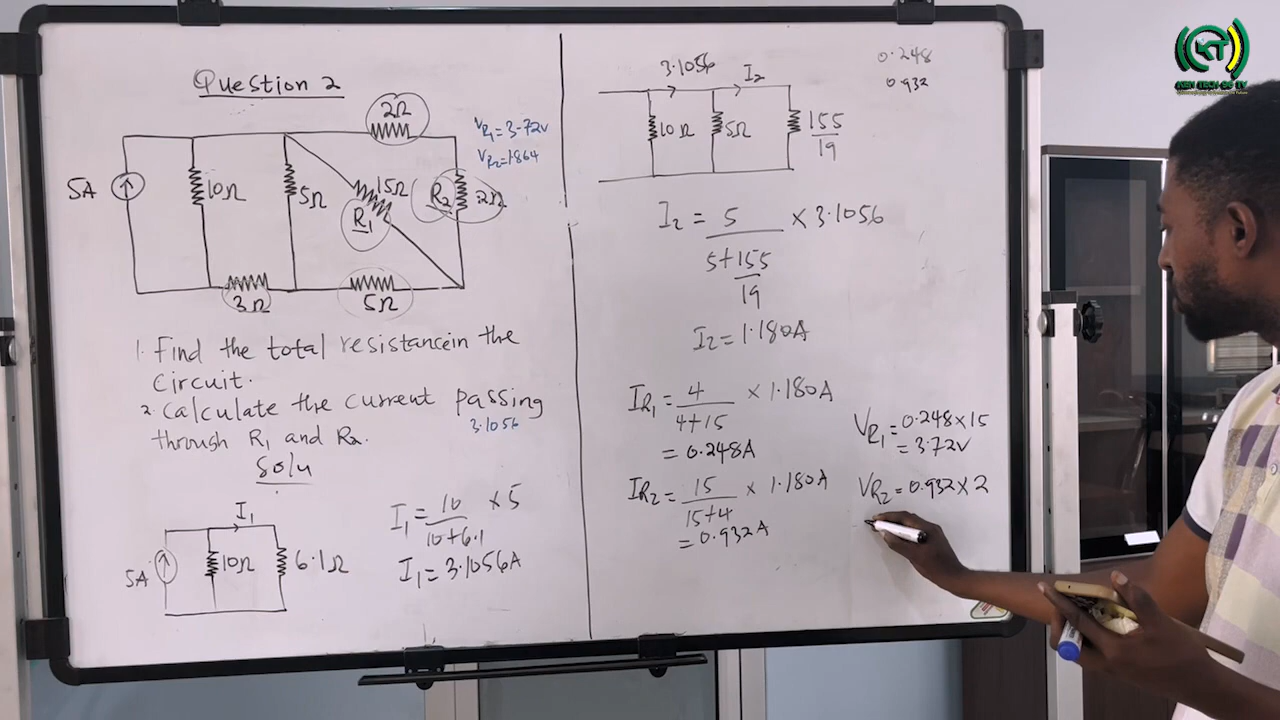 Question 2
5A
10Ω
5Ω
15Ω
R1
2Ω
R2
2Ω
3Ω
5Ω
VR1=3.72V
VR2=1.864
1. Find the total resistance in the
circuit.
2. Calculate the current passing
through R1 and R2.
3.1056
Soln
5A
I1
10Ω
6.1Ω
I1 = 10/(10+6.1) × 5
I1 = 3.1056A
3.1056
I2
10Ω
5Ω
155/19
0.248
0.932
I2 = 5/(5+155/19) × 3.1056
I2 = 1.180A
IR1 = 4/(4+15) × 1.180A
= 0.248A
IR2 = 15/(15+4) × 1.180A
= 0.932A
VR1 = 0.248×15
= 3.72V
VR2 = 0.932×2
KT